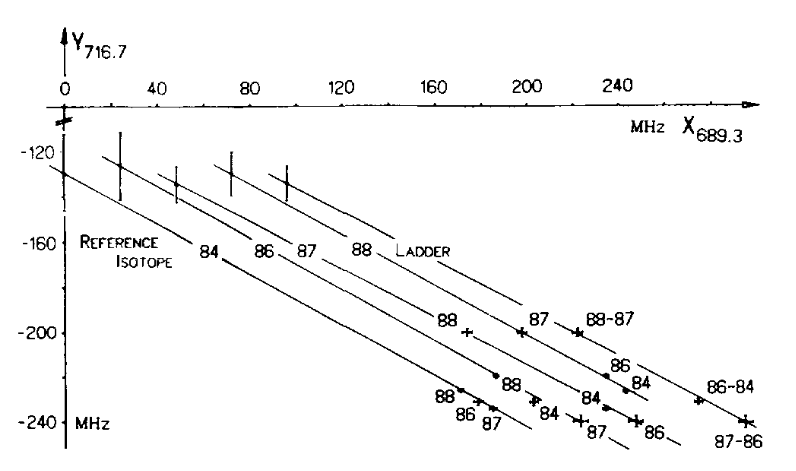 Y716.7
0 40 80 120 160 200 240
MHz X689.3
-120
-160
-200
-240
REFERENCE
ISOTOPE
84 86 87 88 LADDER
88 87 88-87
86
84 86-84
88 84
88 84
86 87
87 86 87-86
MHz